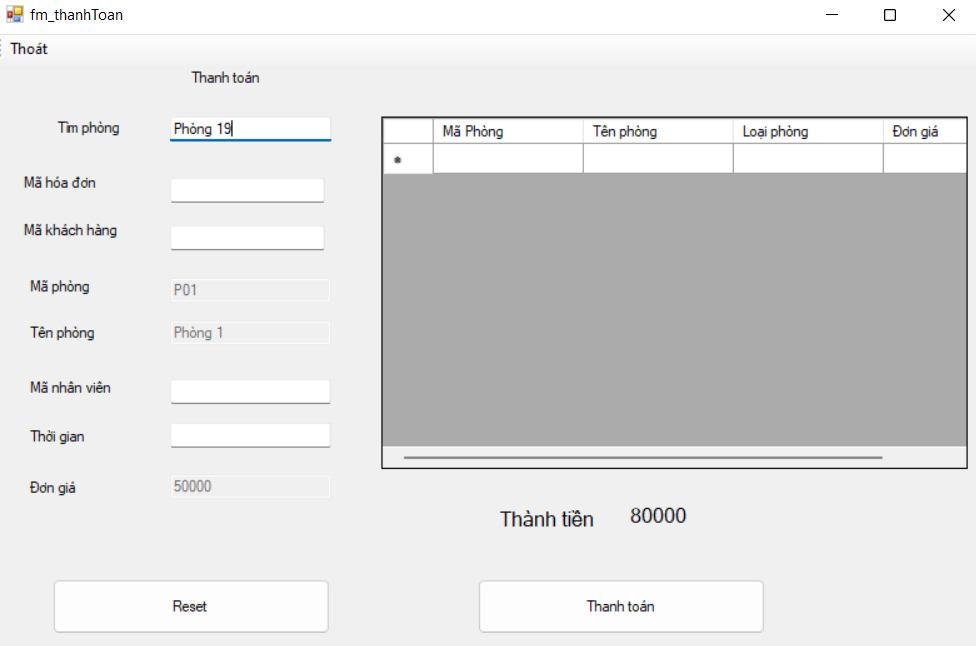 fm_thanhToan
Thoát
Thanh toán
Tìm phòng
Phòng 19
Mã hóa đơn
Mã khách hàng
Mã phòng
P01
Tên phòng
Phòng 1
Mã nhân viên
Thời gian
Đơn giá
50000
Mã Phòng
Tên phòng
Loại phòng
Đơn giá
Thành tiền
80000
Reset
Thanh toán